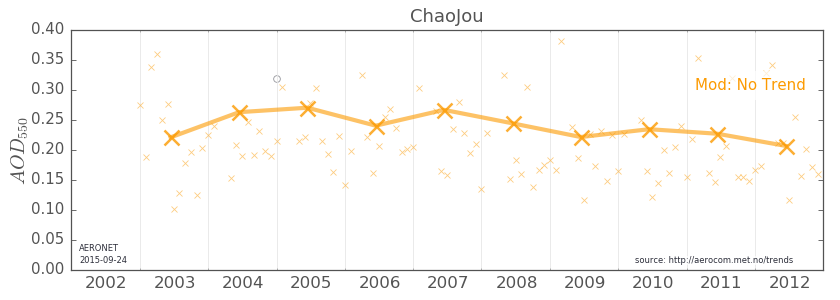 ChaoJou
0.40
0.35
0.30
0.25
0.20
0.15
0.10
0.05
0.00
AOD550
Mod: No Trend
AERONET
2015-09-24
source: http://aerocom.met.no/trends
2002 2003 2004 2005 2006 2007 2008 2009 2010 2011 2012